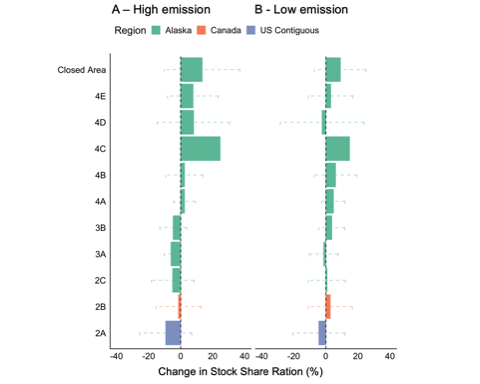 A – High emission B - Low emission
Region Alaska Canada US Contiguous
Closed Area
4E
4D
4C
4B
4A
3B
3A
2C
2B
2A
-40 -20 0 20 40 -40 -20 0 20 40
Change in Stock Share Ration (%)